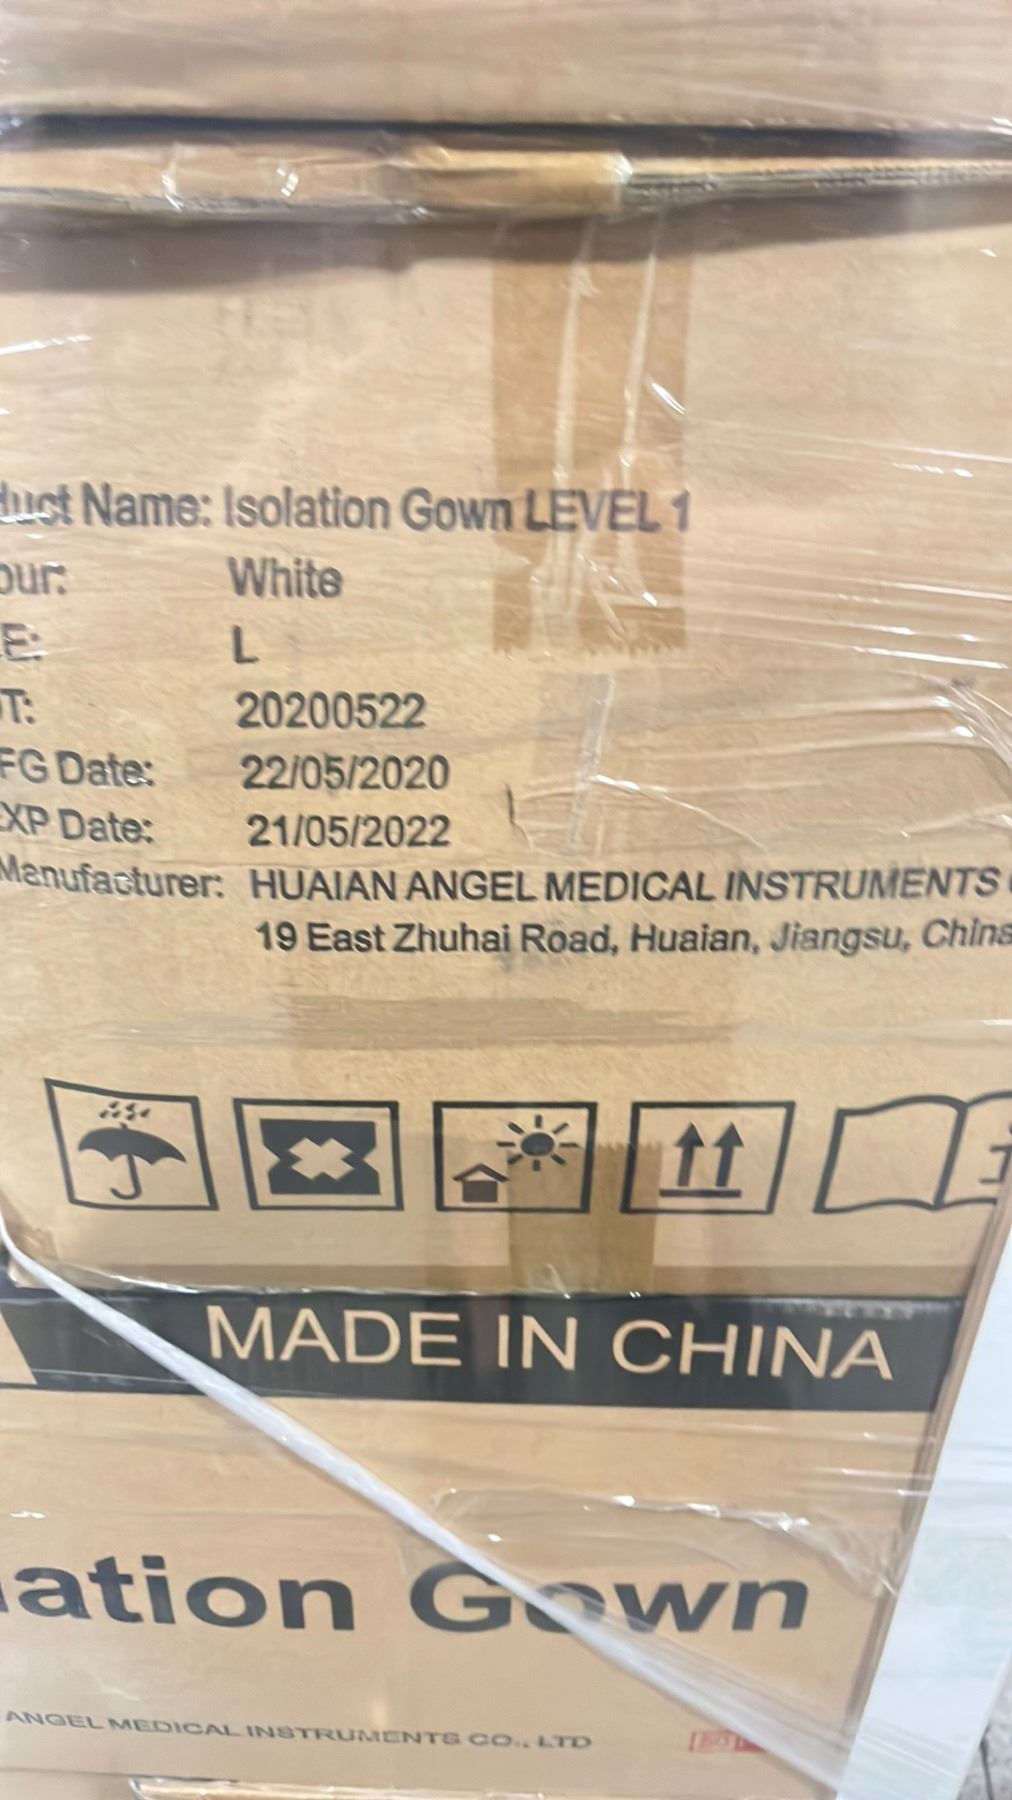 duct Name: Isolation Gown LEVEL 1
our: White
E: L
T: 20200522
FG Date: 22/05/2020
EXP Date: 21/05/2022
Manufacturer: HUAIAN ANGEL MEDICAL INSTRUMENTS
19 East Zhuhai Road, Huaian, Jiangsu, China
MADE IN CHINA
lation Gown
ANGEL MEDICAL INSTRUMENTS CO., LTD